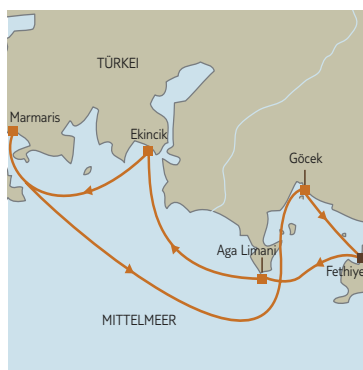 TÜRKEI
Marmaris
Ekincik
Göcek
Aga Limani
Fethiye
MITTELMEER